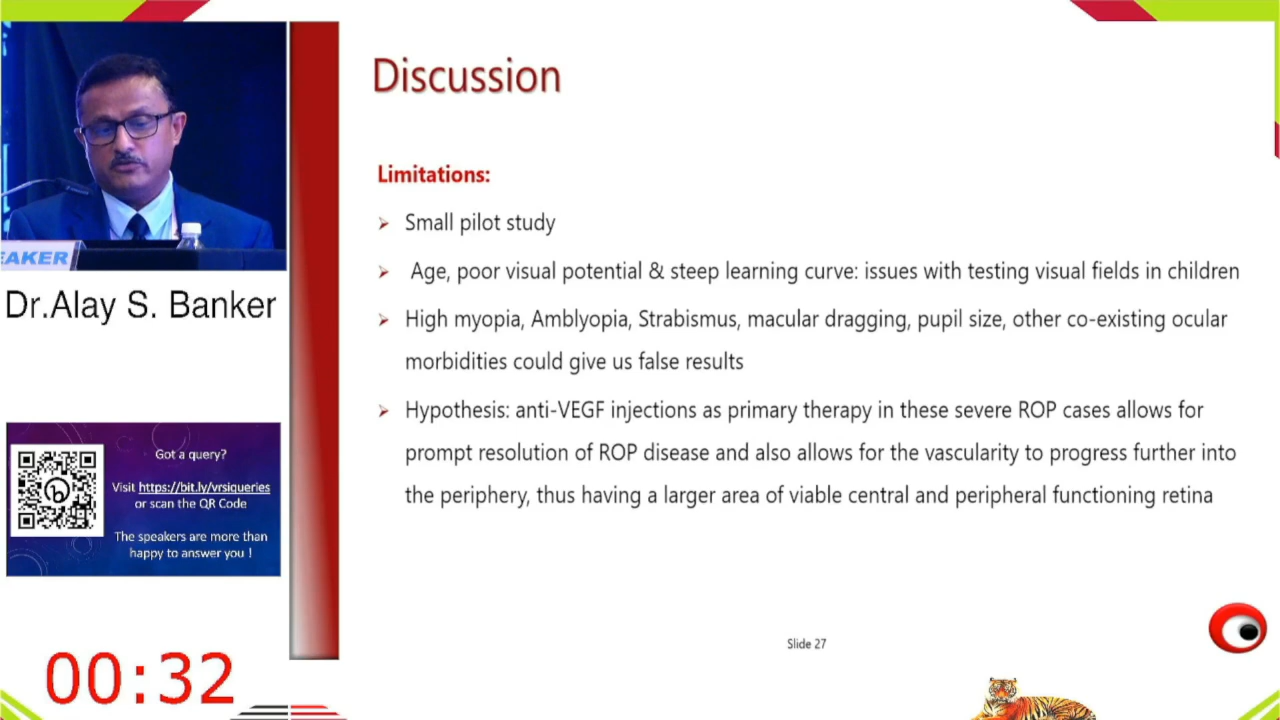 Discussion
EAKER
Limitations:
➢ Small pilot study
➢ Age, poor visual potential & steep learning curve: issues with testing visual fields in children
➢ High myopia, Amblyopia, Strabismus, macular dragging, pupil size, other co-existing ocular
morbidities could give us false results
➢ Hypothesis: anti-VEGF injections as primary therapy in these severe ROP cases allows for
prompt resolution of ROP disease and also allows for the vascularity to progress further into
the periphery, thus having a larger area of viable central and peripheral functioning retina
Slide 27
Dr.Alay S. Banker
Got a query?
Visit https://bit.ly/vrsiqueries
or scan the QR Code
The speakers are more than
happy to answer you !
00:32